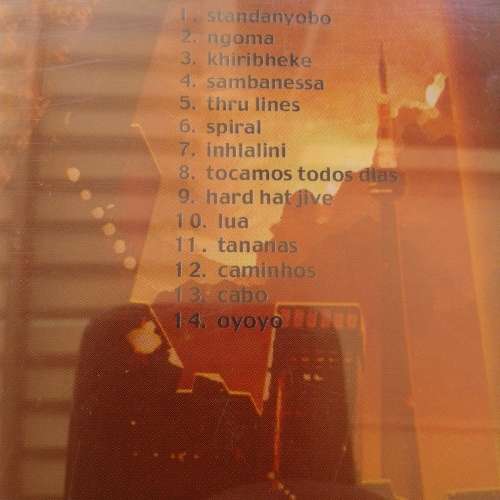 1. standanyobo
2. ngoma
3. khiribheke
4. sambanessa
5. thru lines
6. spiral
7. inhlalini
8. tocamos todos dias
9. hard hat jive
10. lua
11. tananas
12. caminhos
13. cabo
14. oyoyo